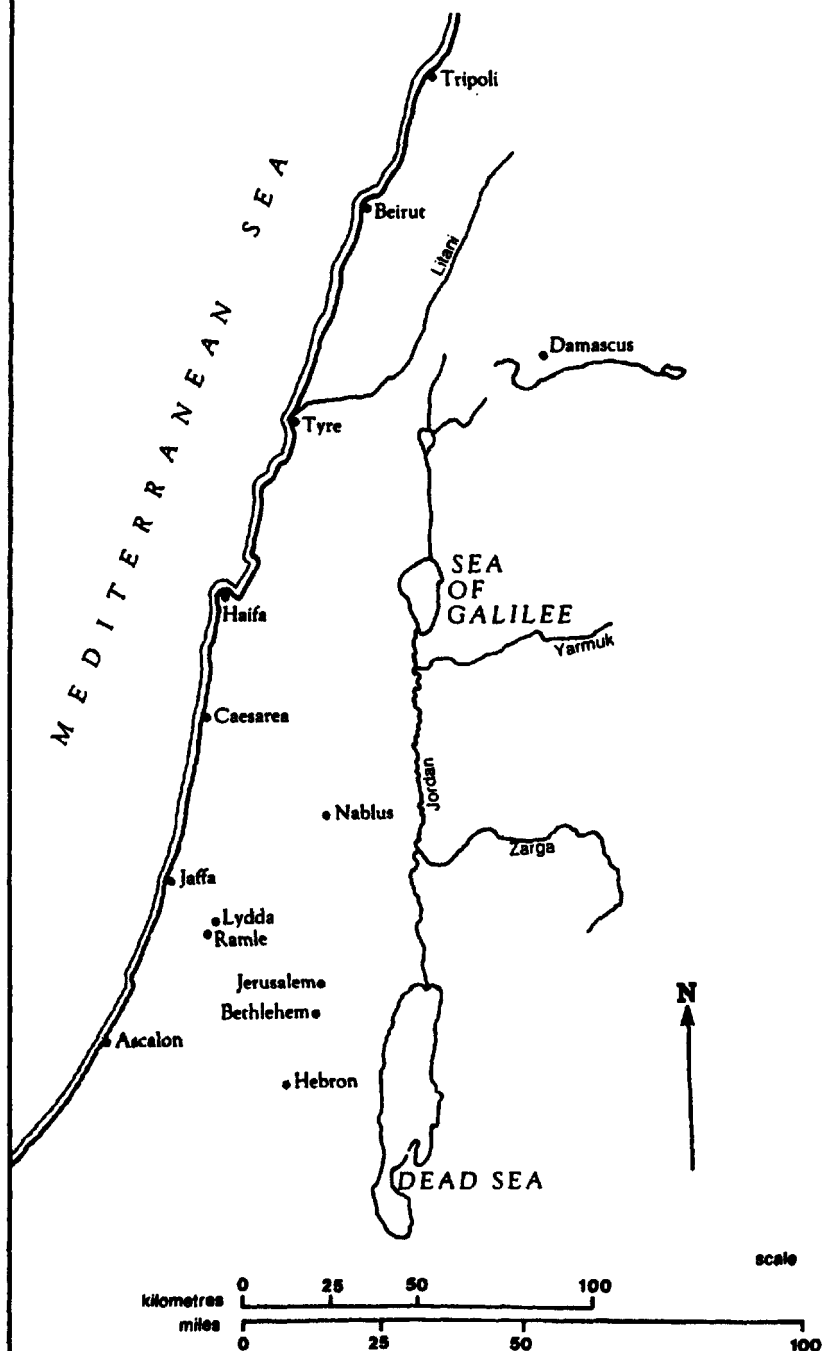 Tripoli
MEDITERRANEAN SEA
Beirut
Litani
Damascus
Tyre
SEA
OF
GALILEE
Haifa
Yarmuk
Caesarea
Jordan
Nablus
Zarga
Jaffa
Lydda
Ramle
Jerusalem
Bethlehem
N
Ascalon
Hebron
DEAD SEA
scale
0 25 50 100
kilometres
miles
0 25 50 100